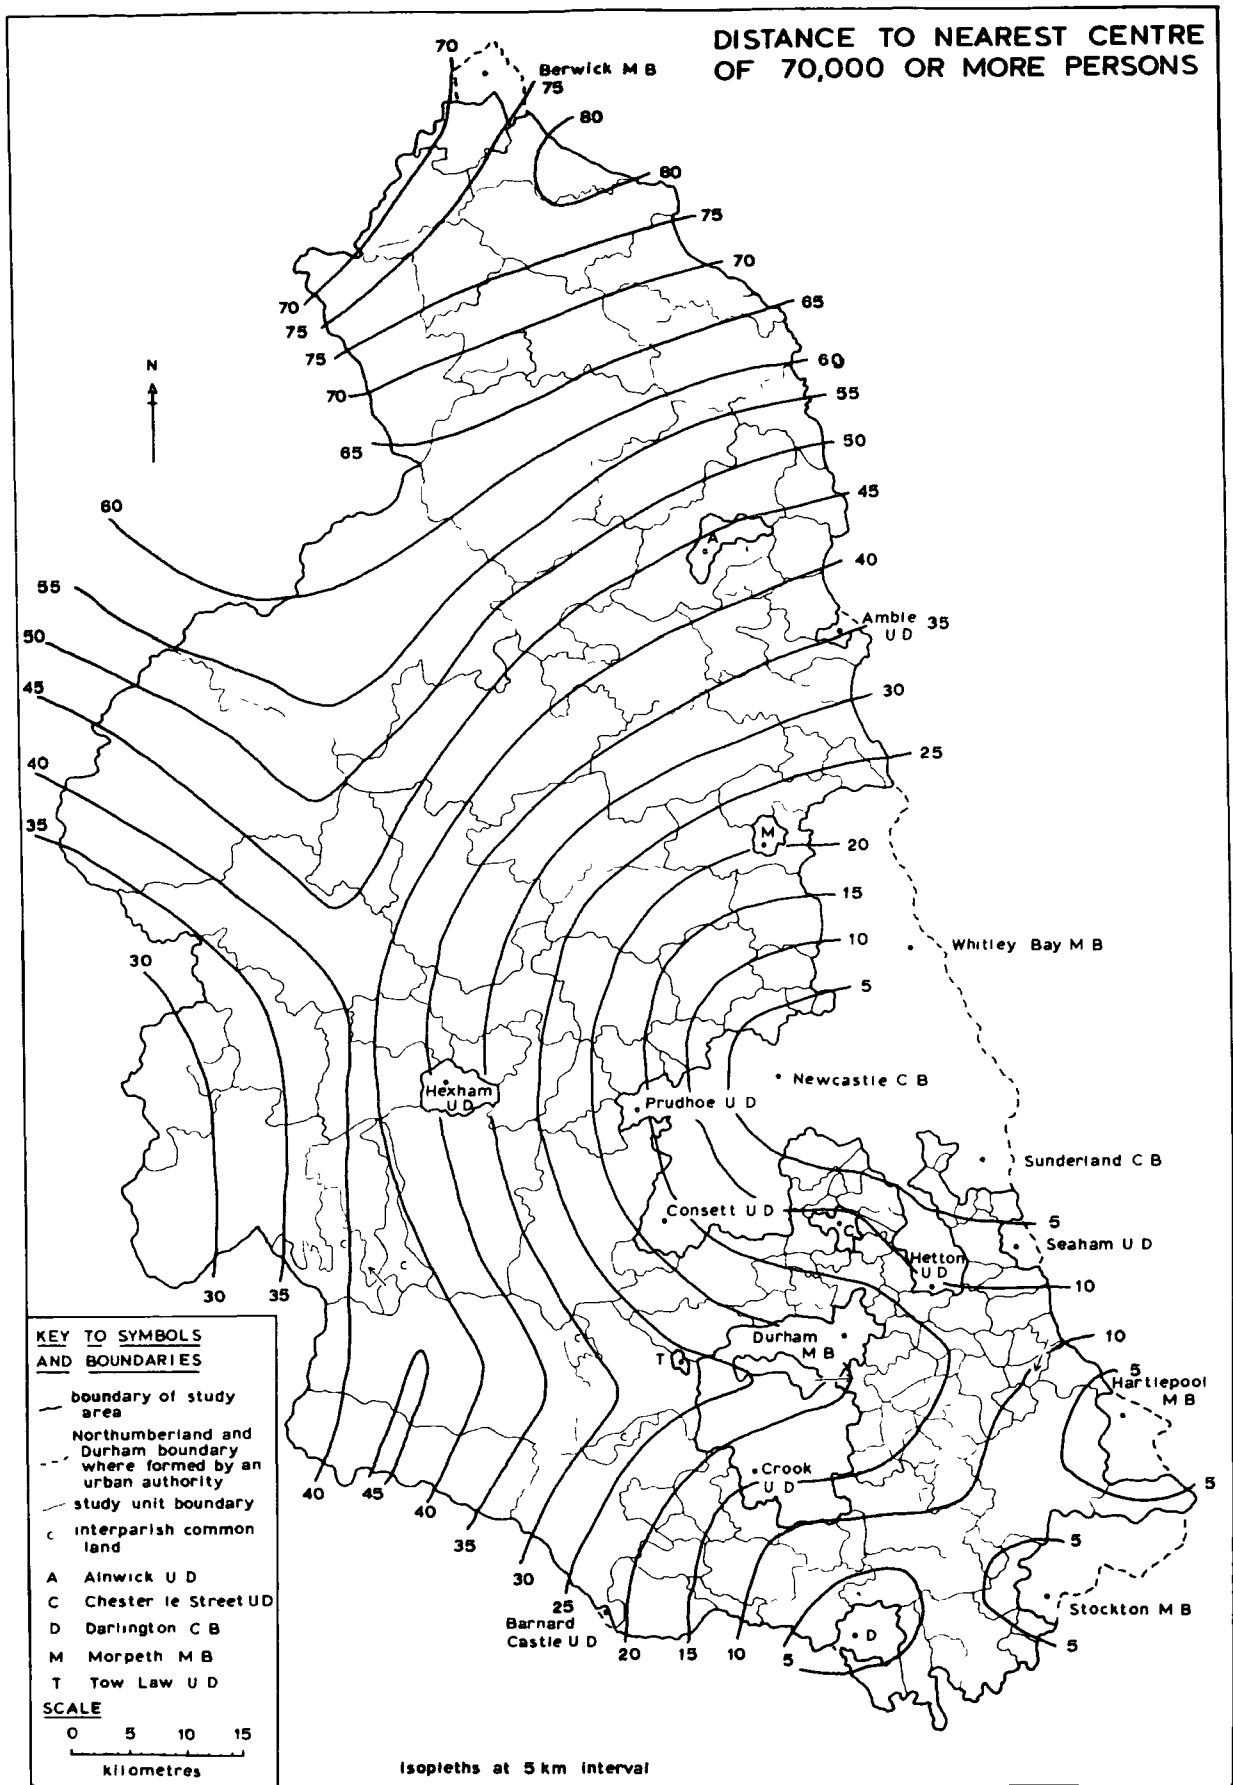 DISTANCE TO NEAREST CENTRE
OF 70,000 OR MORE PERSONS
70
Berwick M B
75
80
80
75
70
70
75
75
70
65
65
60
55
50
45
N
60
55
50
45
40
35
A
40
Amble
U D
35
30
25
M
20
15
10
5
30
Whitley Bay M B
Newcastle C B
Hexham
U D
Prudhoe U D
Sunderland C B
Consett U D
C
5
Seaham U D
Hetton
U D
10
c
c
30
35
Durham
M B
T
c
10
5
Hartlepool
M B
5
Crook
U D
40
45
40
35
30
25
Barnard
Castle U D
20
15
10
5
D
5
Stockton M B
5
KEY TO SYMBOLS
AND BOUNDARIES
boundary of study
area
Northumberland and
Durham boundary
where formed by an
urban authority
study unit boundary
c interparish common
land
A Alnwick U D
C Chester le Street U D
D Darlington C B
M Morpeth M B
T Tow Law U D
SCALE
0 5 10 15
kilometres
Isopleths at 5 km interval